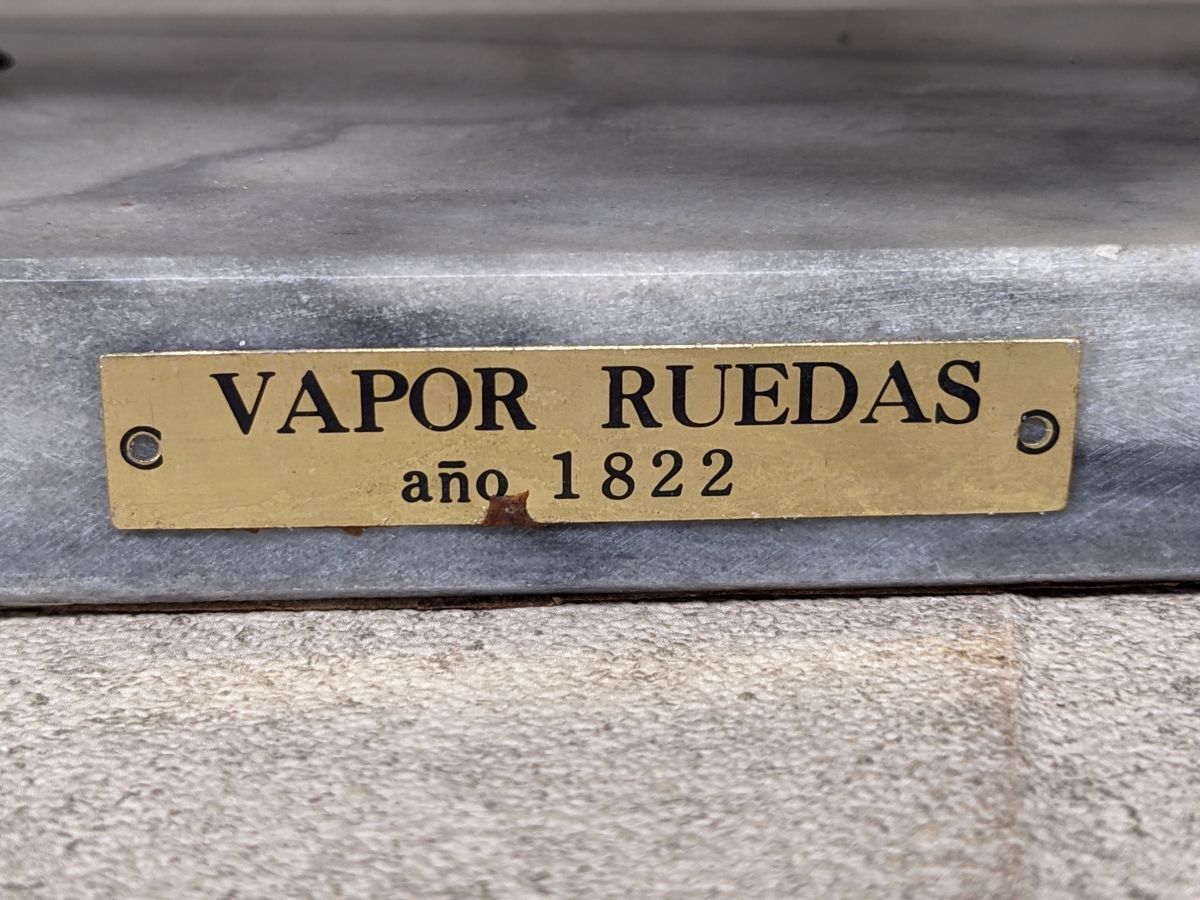 VAPOR RUEDAS
año 1822